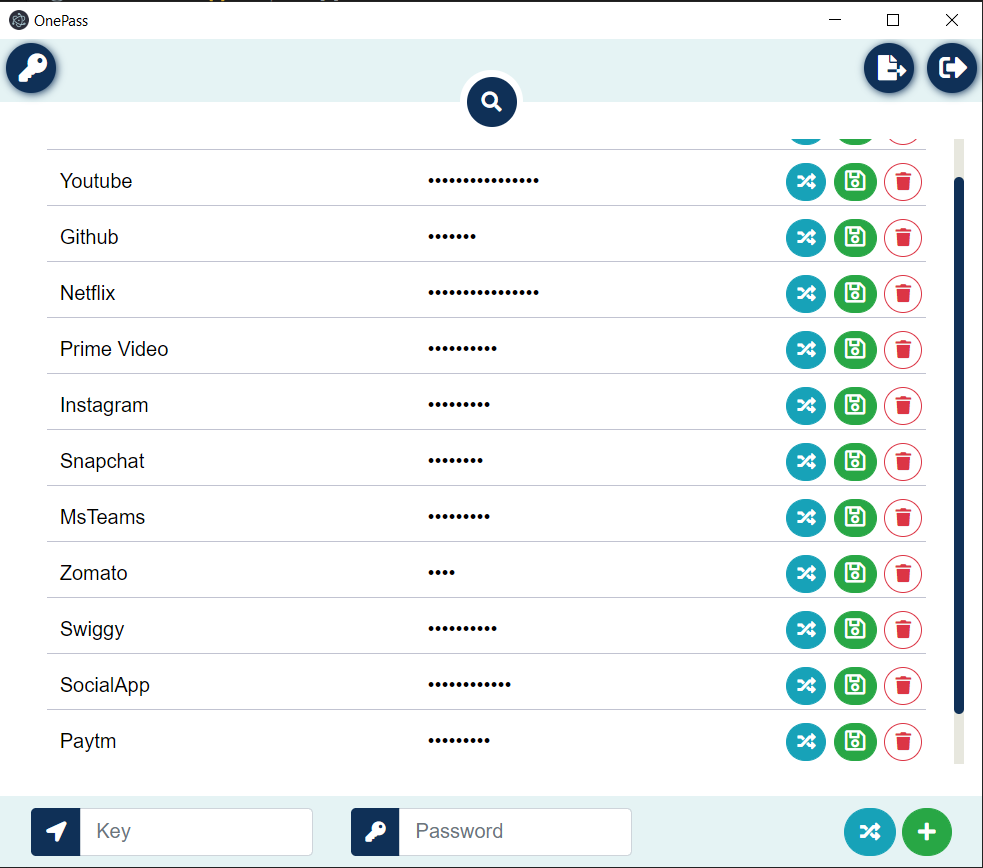 OnePass
Youtube ••••••••••••••••
Github •••••••
Netflix ••••••••••••••••
Prime Video ••••••••••
Instagram •••••••••
Snapchat ••••••••
MsTeams •••••••••
Zomato ••••
Swiggy ••••••••••
SocialApp ••••••••••••
Paytm •••••••••
Key Password